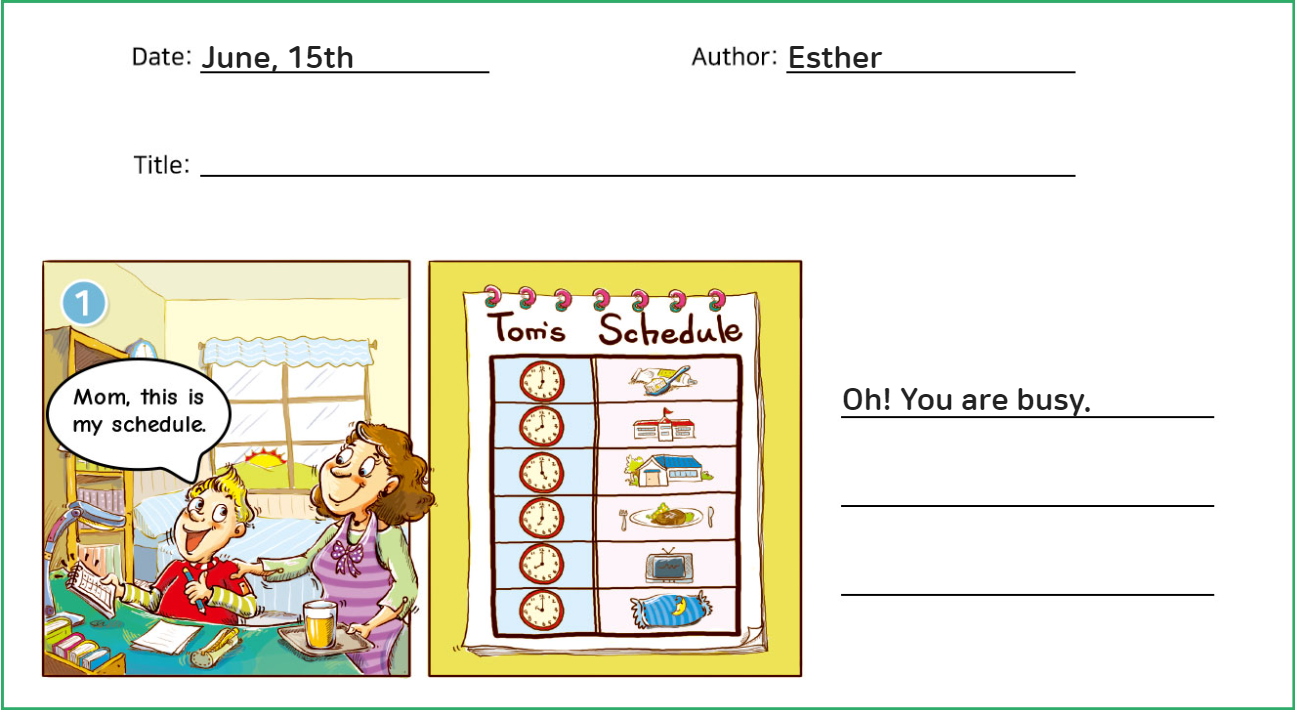 Date: June, 15th
Author: Esther
Title:
1
Mom, this is
my schedule.
Tom's Schedule
Oh! You are busy.